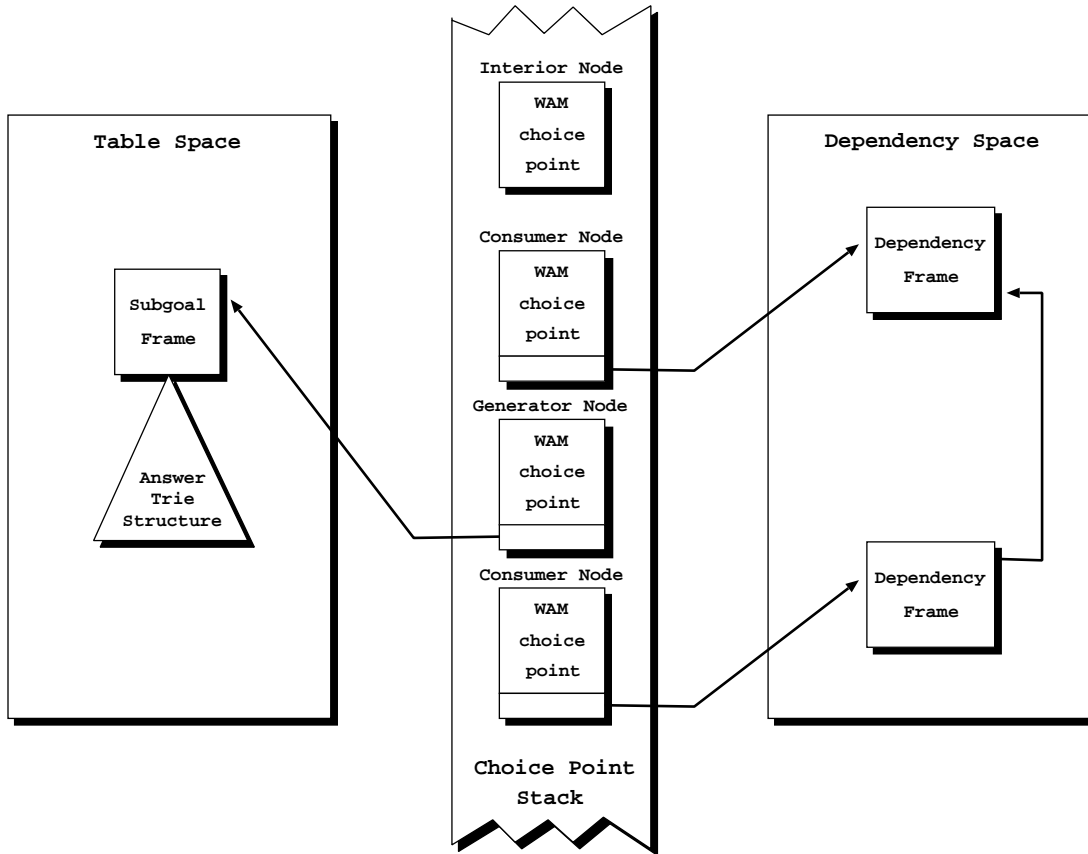 Table Space
Subgoal
Frame
Answer
Trie
Structure
Interior Node
WAM
choice
point
Consumer Node
WAM
choice
point
Generator Node
WAM
choice
point
Consumer Node
WAM
choice
point
Choice Point
Stack
Dependency Space
Dependency
Frame
Dependency
Frame